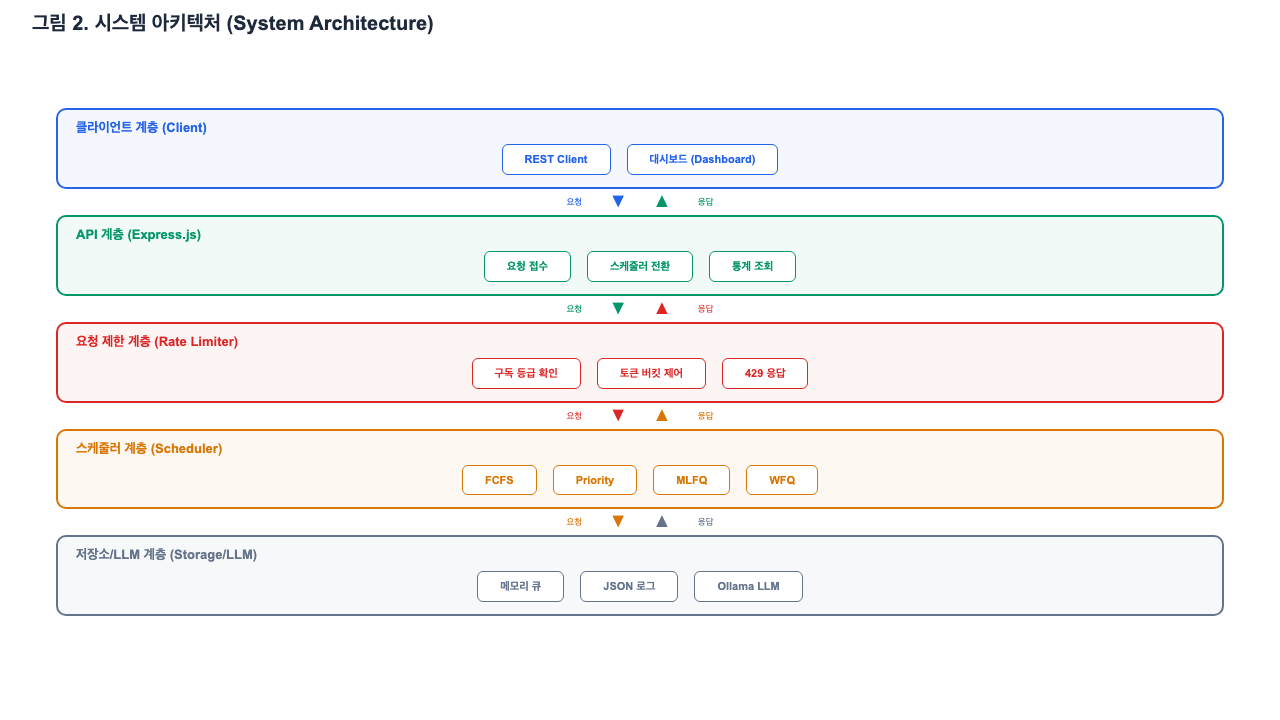 그림 2. 시스템 아키텍처 (System Architecture)
클라이언트 계층 (Client)
REST Client 대시보드 (Dashboard)
요청 ▼ ▲ 응답
API 계층 (Express.js)
요청 접수 스케줄러 전환 통계 조회
요청 ▼ ▲ 응답
요청 제한 계층 (Rate Limiter)
구독 등급 확인 토큰 버킷 제어 429 응답
요청 ▼ ▲ 응답
스케줄러 계층 (Scheduler)
FCFS Priority MLFQ WFQ
요청 ▼ ▲ 응답
저장소/LLM 계층 (Storage/LLM)
메모리 큐 JSON 로그 Ollama LLM